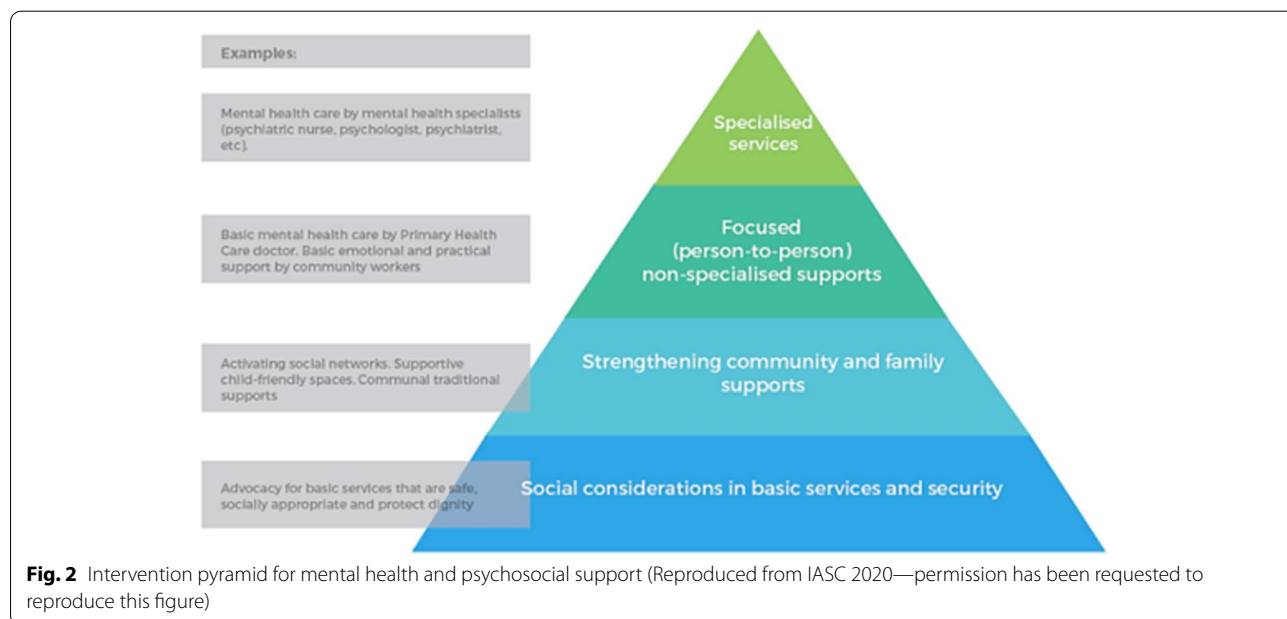 Examples:
Mental health care by mental health specialists
(psychiatric nurse, psychologist, psychiatrist,
etc).
Specialised
services
Basic mental health care by Primary Health
Care doctor. Basic emotional and practical
support by community workers
Focused
(person-to-person)
non-specialised supports
Activating social networks. Supportive
child-friendly spaces. Communal traditional
supports
Strengthening community and family
supports
Advocacy for basic services that are safe,
socially appropriate and protect dignity
Social considerations in basic services and security
Fig. 2 Intervention pyramid for mental health and psychosocial support (Reproduced from IASC 2020—permission has been requested to
reproduce this figure)